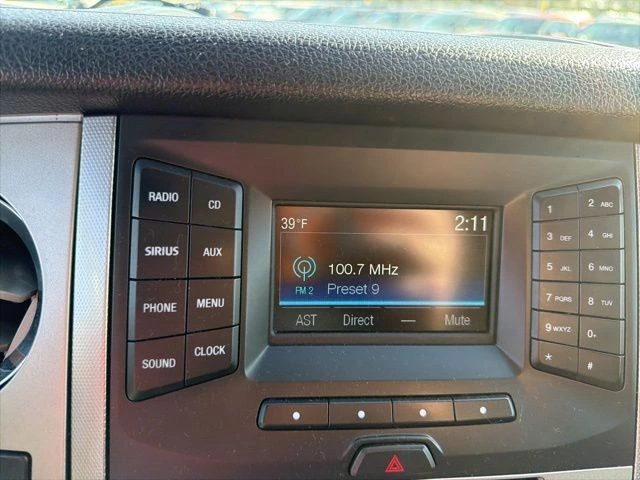 RADIO CD
SIRIUS AUX
PHONE MENU
SOUND CLOCK
39°F 2:11
100.7 MHz
FM 2 Preset 9
AST Direct — Mute
1 2 ABC
3 DEF 4 GHI
5 JKL 6 MNO
7 PQRS 8 TUV
9 WXYZ 0+
* #